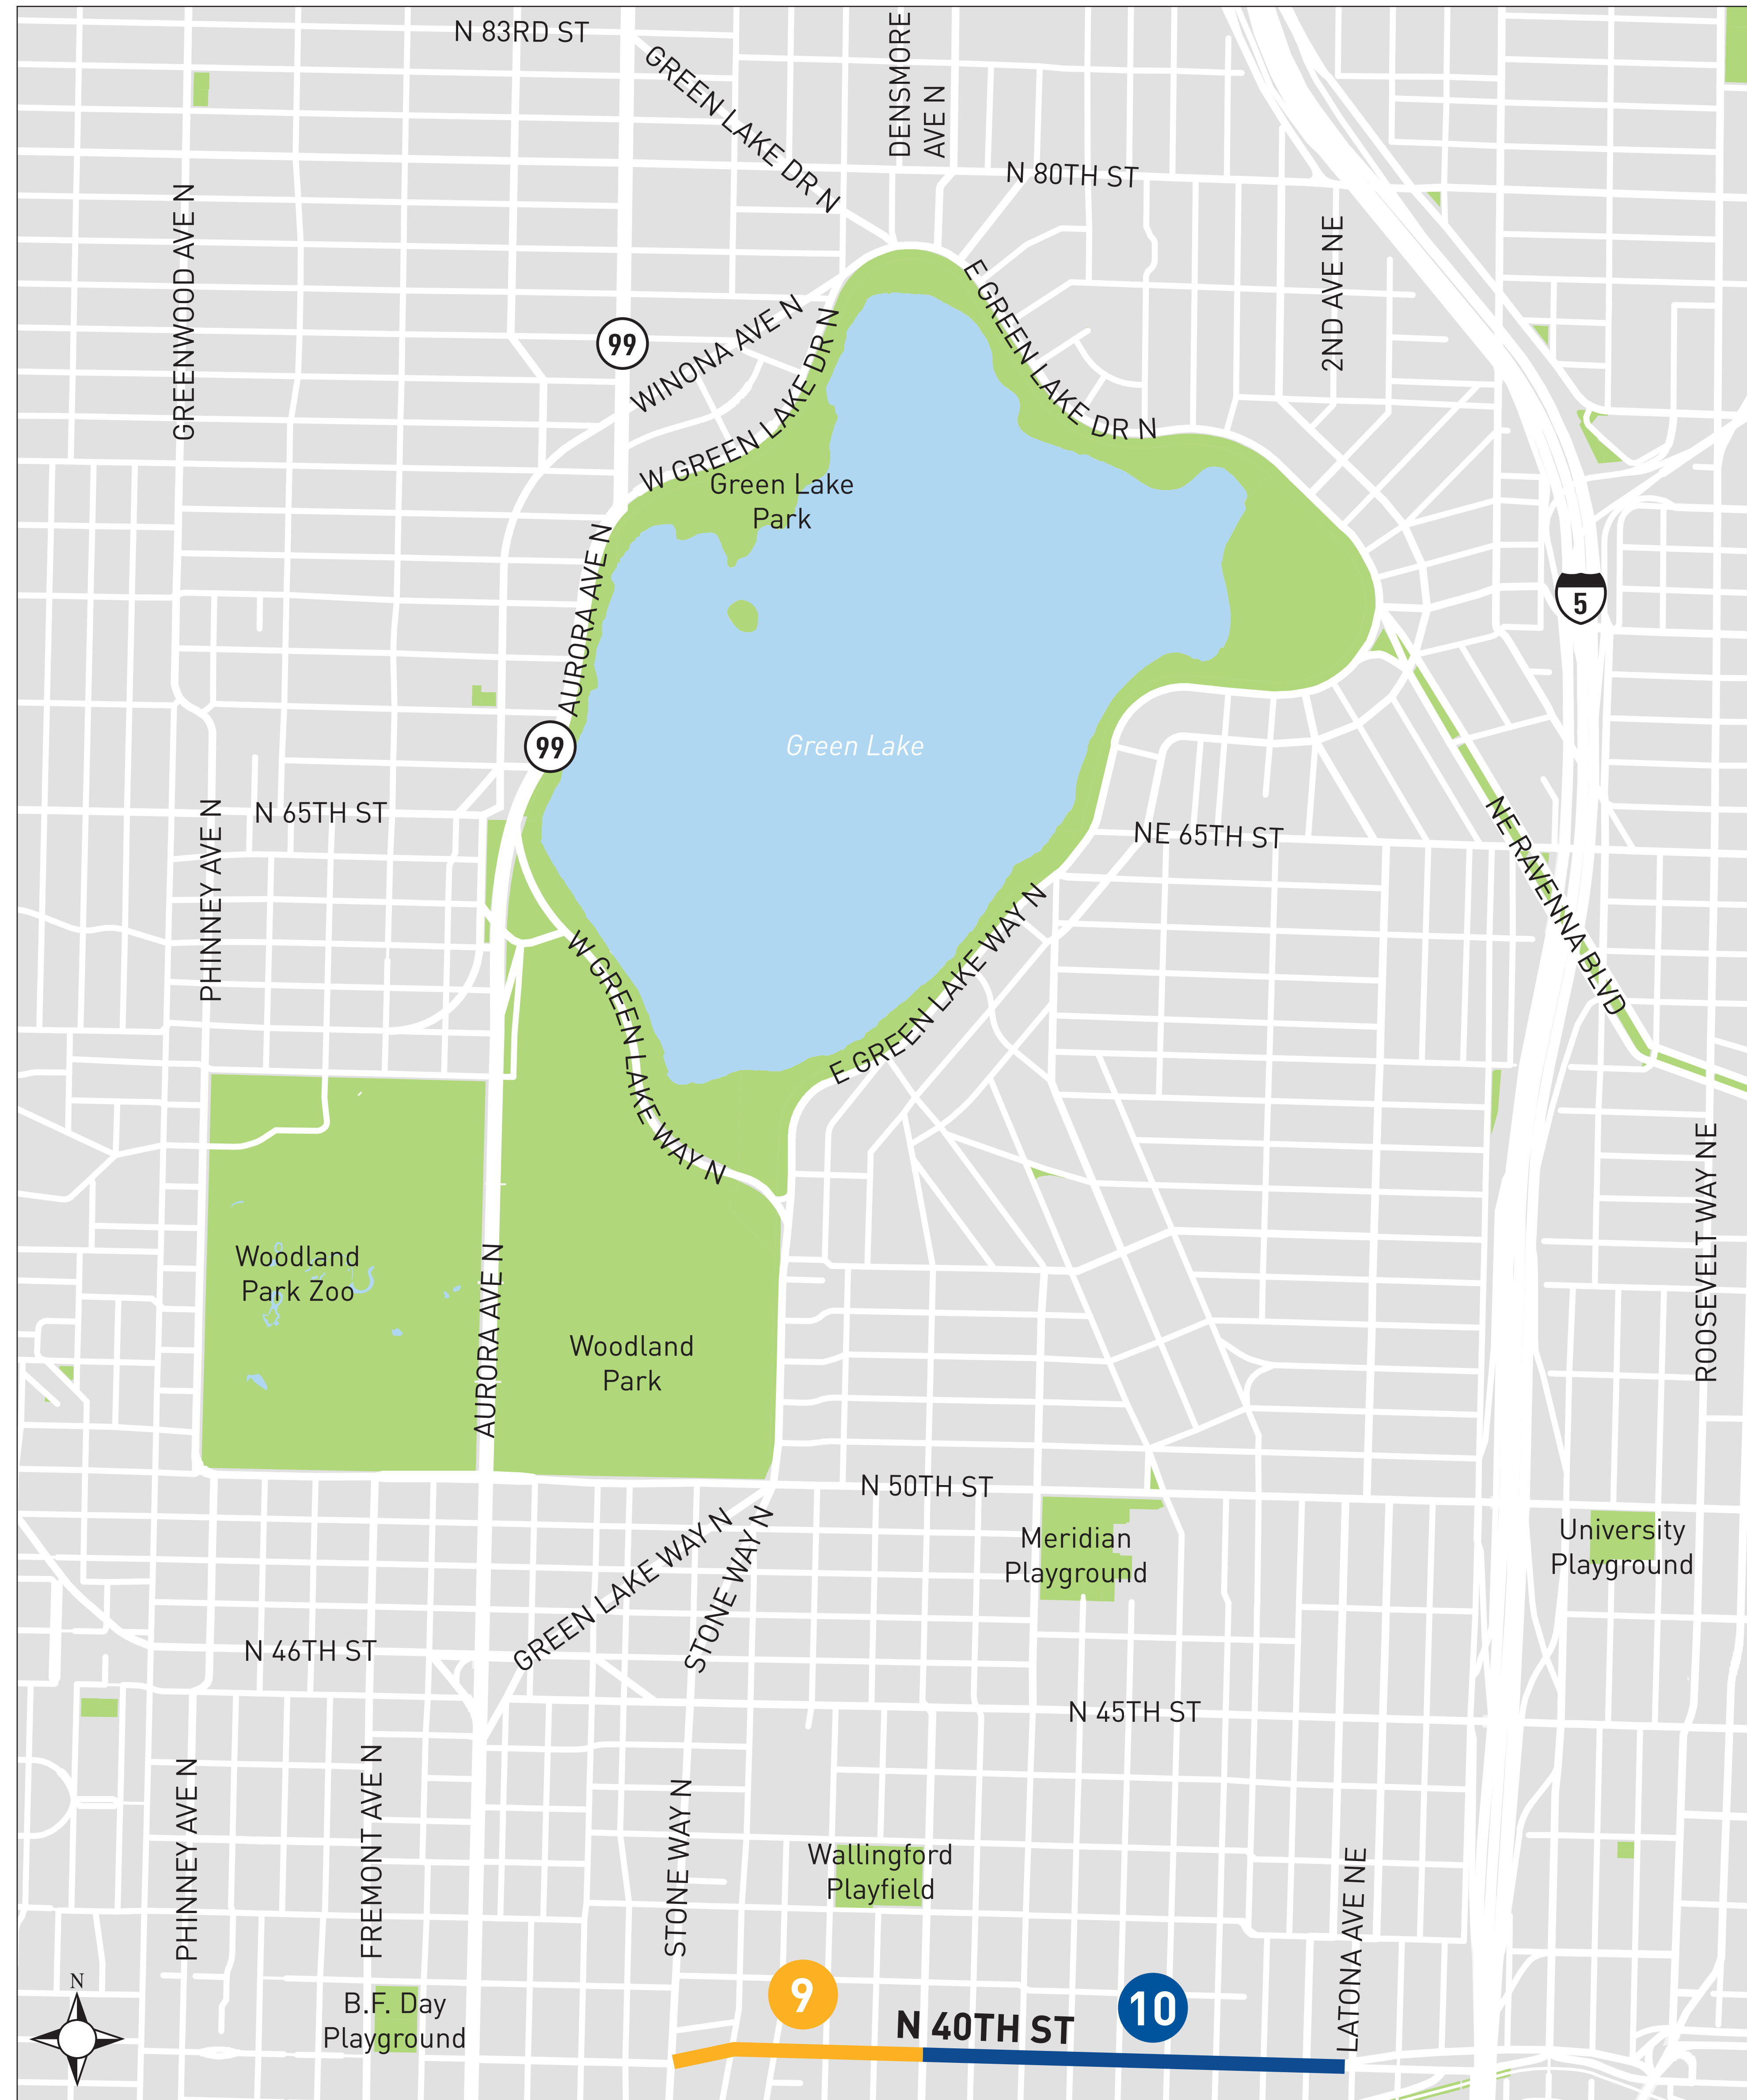 N 83RD ST
GREEN LAKE DR N
DENSMORE
AVE N
N 80TH ST
GREENWOOD AVE N
2ND AVE NE
E GREEN LAKE DR N
99
WINONA AVE N
W GREEN LAKE DR N
Green Lake
Park
AURORA AVE N
5
99
Green Lake
N 65TH ST
NE 65TH ST
PHINNEY AVE N
NE RAVENNA BLVD
W GREEN LAKE WAY N
E GREEN LAKE WAY N
ROOSEVELT WAY NE
Woodland
Park Zoo
AURORA AVE N
Woodland
Park
N 50TH ST
GREEN LAKE WAY N
STONE WAY N
Meridian
Playground
University
Playground
N 46TH ST
N 45TH ST
PHINNEY AVE N
FREMONT AVE N
STONE WAY N
Wallingford
Playfield
LATONA AVE NE
N
B.F. Day
Playground
9
N 40TH ST
10